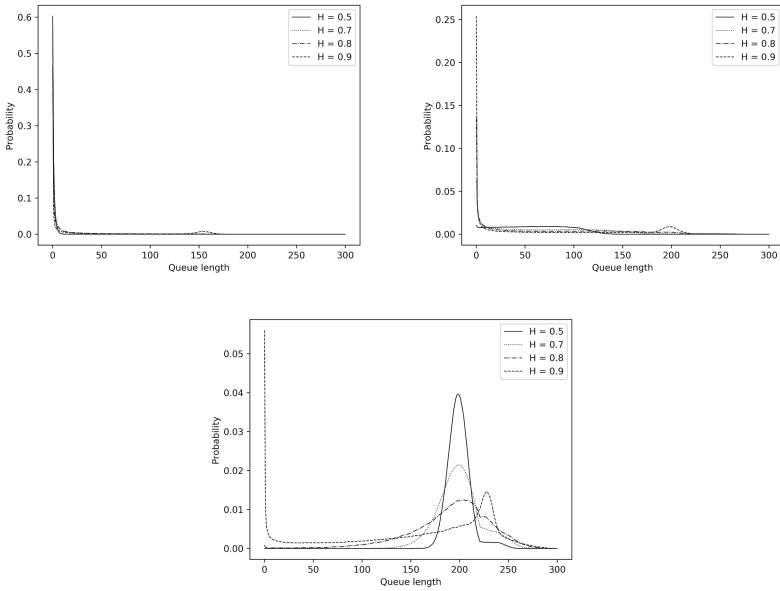 H = 0.5
H = 0.7
H = 0.8
H = 0.9
Probability
0.6
0.5
0.4
0.3
0.2
0.1
0.0
0 50 100 150 200 250 300
Queue length
H = 0.5
H = 0.7
H = 0.8
H = 0.9
Probability
0.25
0.20
0.15
0.10
0.05
0.00
0 50 100 150 200 250 300
Queue length
H = 0.5
H = 0.7
H = 0.8
H = 0.9
Probability
0.05
0.04
0.03
0.02
0.01
0.00
0 50 100 150 200 250 300
Queue length